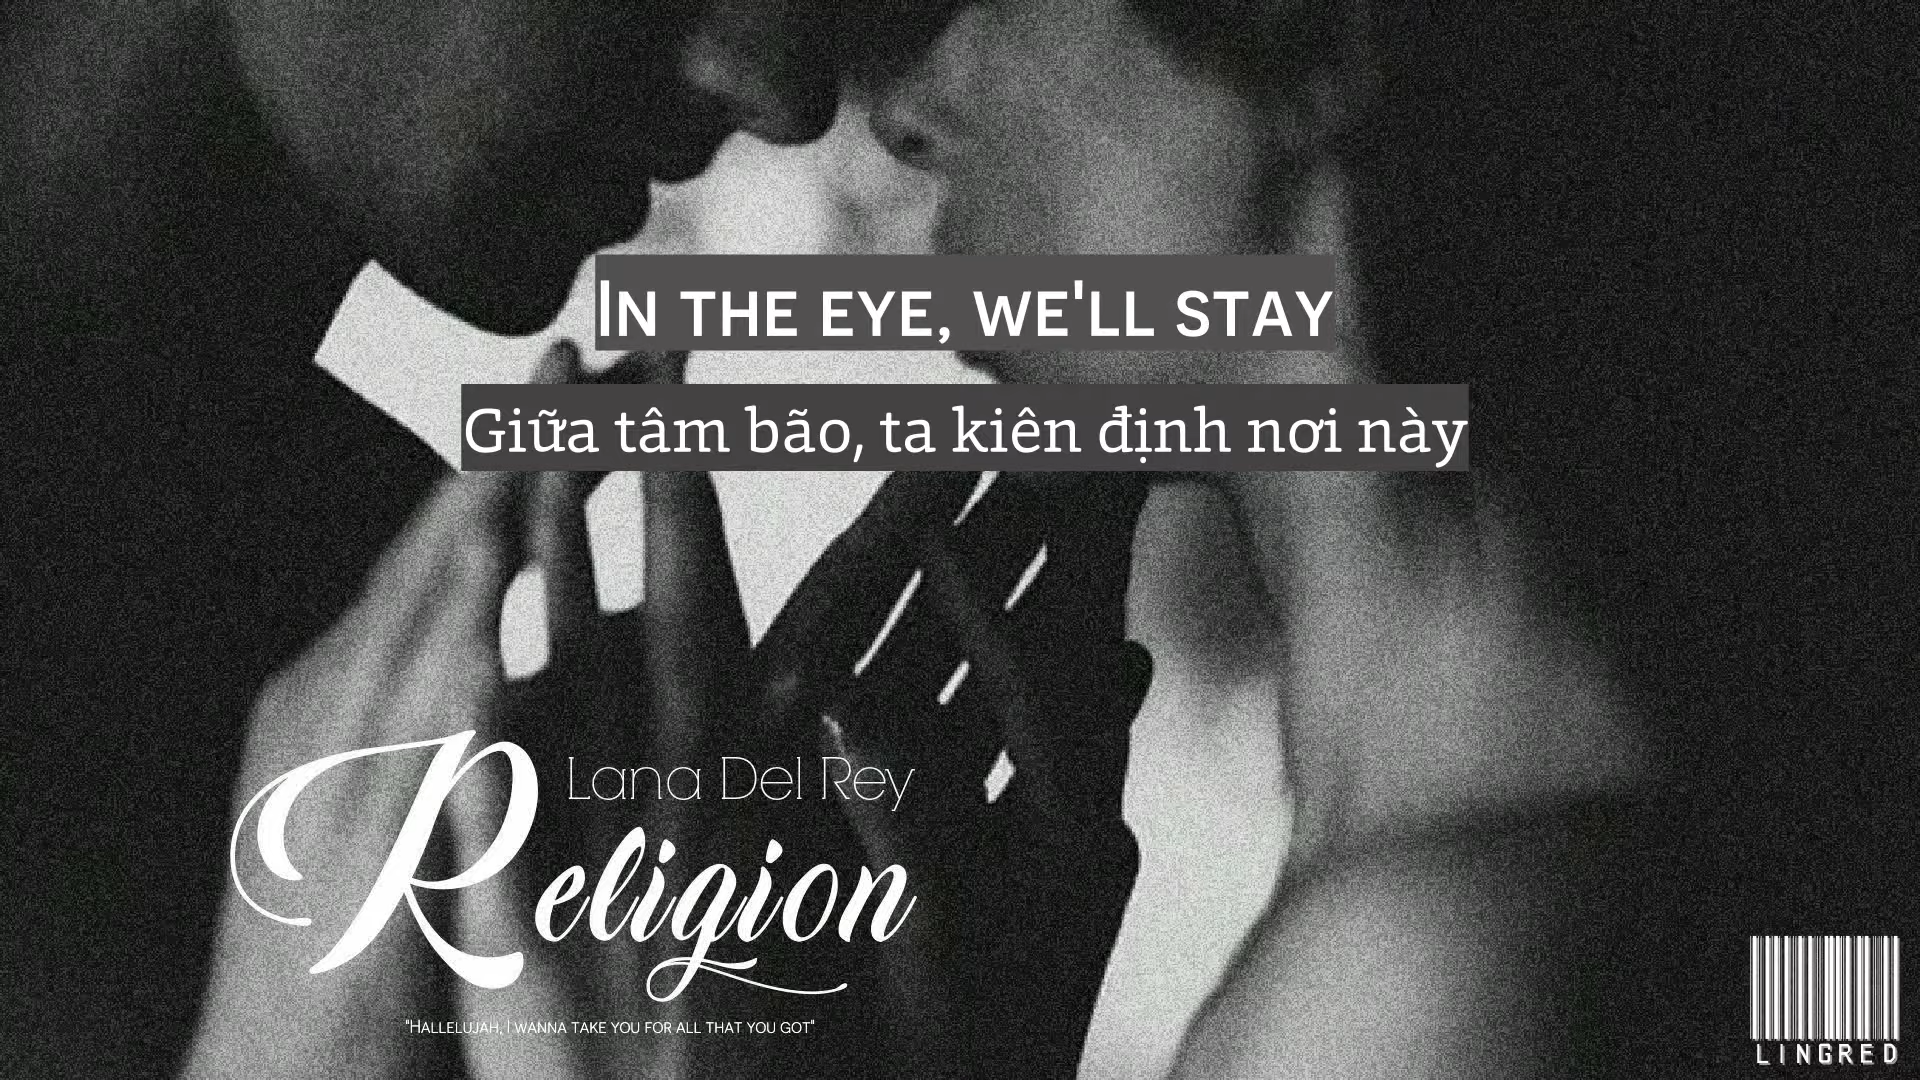 IN THE EYE, WE'LL STAY
Giữa tâm bão, ta kiên định nơi này
Lana Del Rey
Religion
"HALLELUJAH, I WANNA TAKE YOU FOR ALL THAT YOU GOT"
LINGRED